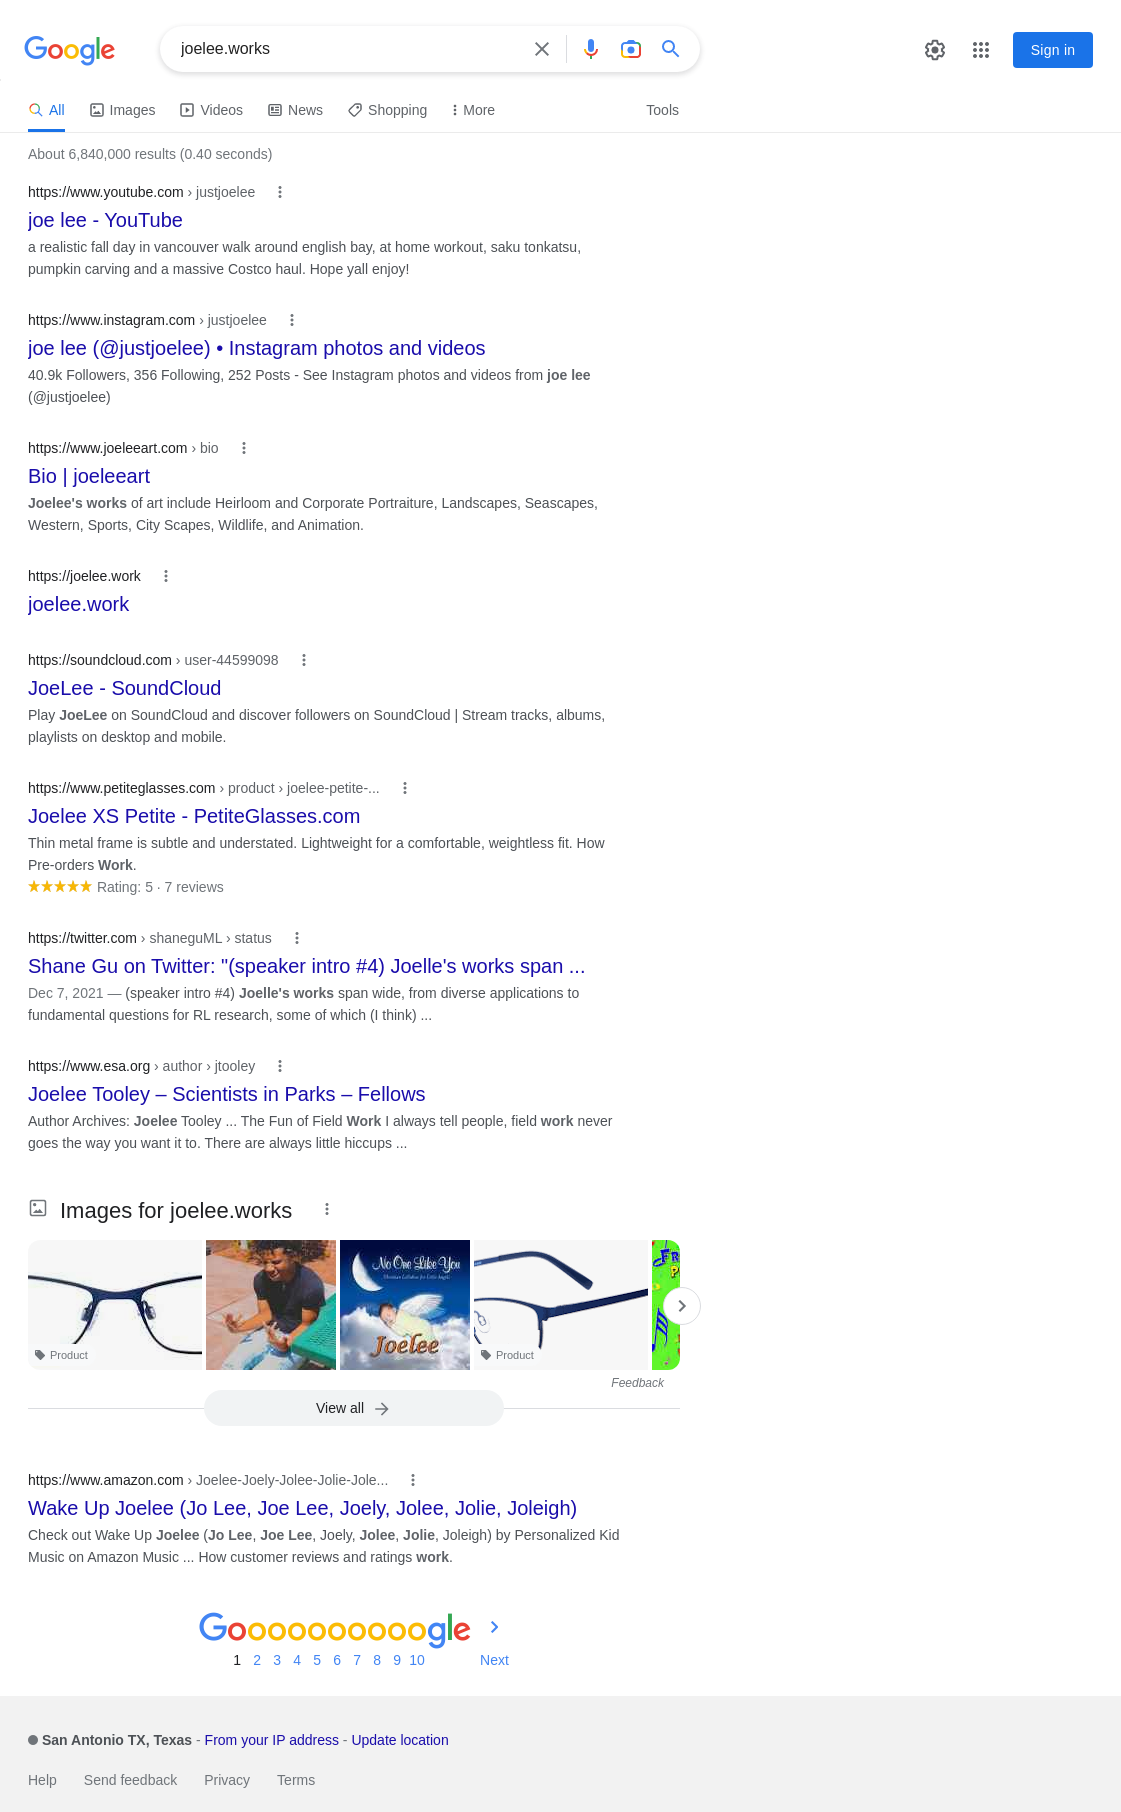 Google
joelee.works
Sign in
All Images Videos News Shopping More Tools
About 6,840,000 results (0.40 seconds)
https://www.youtube.com › justjoelee
joe lee - YouTube
a realistic fall day in vancouver walk around english bay, at home workout, saku tonkatsu,
pumpkin carving and a massive Costco haul. Hope yall enjoy!
https://www.instagram.com › justjoelee
joe lee (@justjoelee) • Instagram photos and videos
40.9k Followers, 356 Following, 252 Posts - See Instagram photos and videos from joe lee
(@justjoelee)
https://www.joeleeart.com › bio
Bio | joeleeart
Joelee's works of art include Heirloom and Corporate Portraiture, Landscapes, Seascapes,
Western, Sports, City Scapes, Wildlife, and Animation.
https://joelee.work
joelee.work
https://soundcloud.com › user-44599098
JoeLee - SoundCloud
Play JoeLee on SoundCloud and discover followers on SoundCloud | Stream tracks, albums,
playlists on desktop and mobile.
https://www.petiteglasses.com › product › joelee-petite-...
Joelee XS Petite - PetiteGlasses.com
Thin metal frame is subtle and understated. Lightweight for a comfortable, weightless fit. How
Pre-orders Work.
Rating: 5 · 7 reviews
https://twitter.com › shaneguML › status
Shane Gu on Twitter: "(speaker intro #4) Joelle's works span ...
Dec 7, 2021 — (speaker intro #4) Joelle's works span wide, from diverse applications to
fundamental questions for RL research, some of which (I think) ...
https://www.esa.org › author › jtooley
Joelee Tooley – Scientists in Parks – Fellows
Author Archives: Joelee Tooley ... The Fun of Field Work I always tell people, field work never
goes the way you want it to. There are always little hiccups ...
Images for joelee.works
No One Like You
Christian Lullabies for Little Angels
Joelee
Product
Product
Feedback
View all
https://www.amazon.com › Joelee-Joely-Jolee-Jolie-Jole...
Wake Up Joelee (Jo Lee, Joe Lee, Joely, Jolee, Jolie, Joleigh)
Check out Wake Up Joelee (Jo Lee, Joe Lee, Joely, Jolee, Jolie, Joleigh) by Personalized Kid
Music on Amazon Music ... How customer reviews and ratings work.
Goooooooooogle
1 2 3 4 5 6 7 8 9 10 Next
San Antonio TX, Texas - From your IP address - Update location
Help Send feedback Privacy Terms